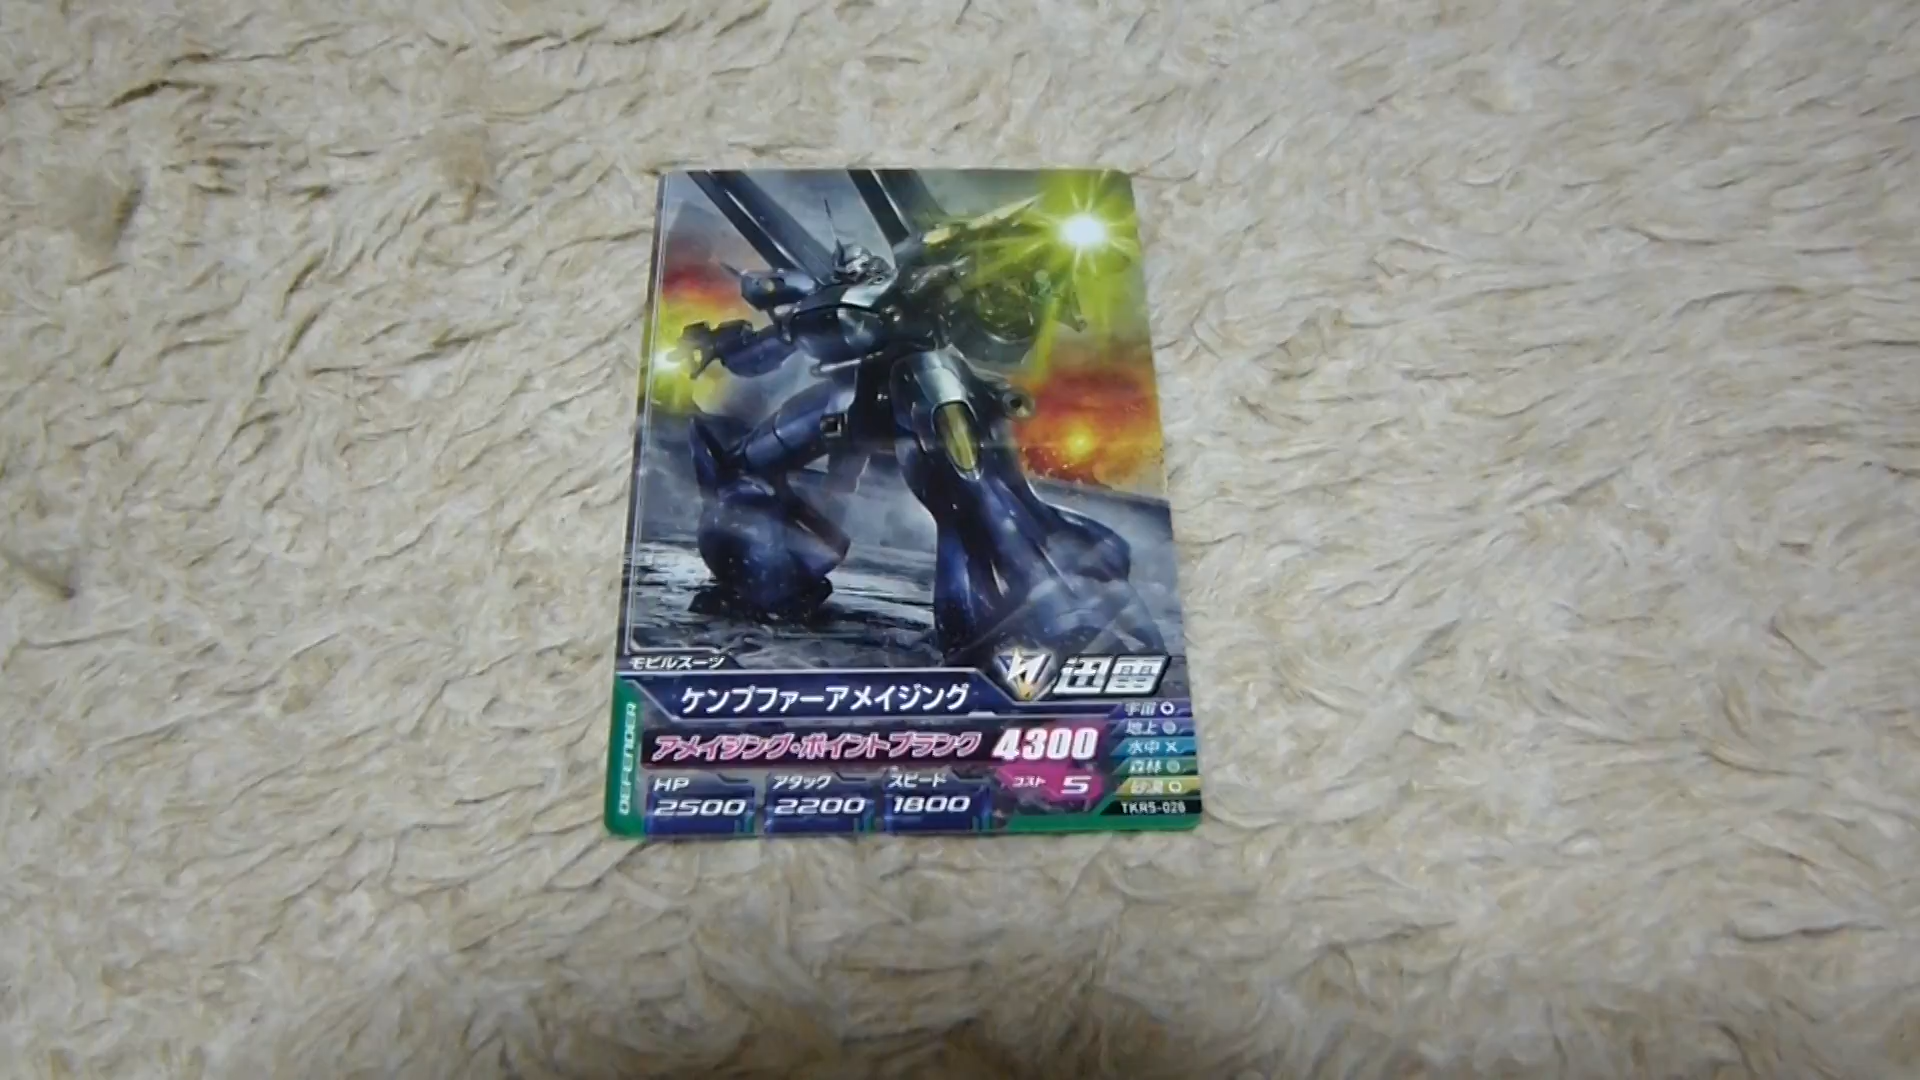 モビルスーツ
迅雷
ケンプファーアメイジング
アメイジング・ポイントブランク 4300
HP 2500
アタック 2200
スピード 1800
コスト 5
宇宙 ○
地上 ◎
水中 ×
森林 ◎
砂漠 ○
DEFENDER
TKR5-026